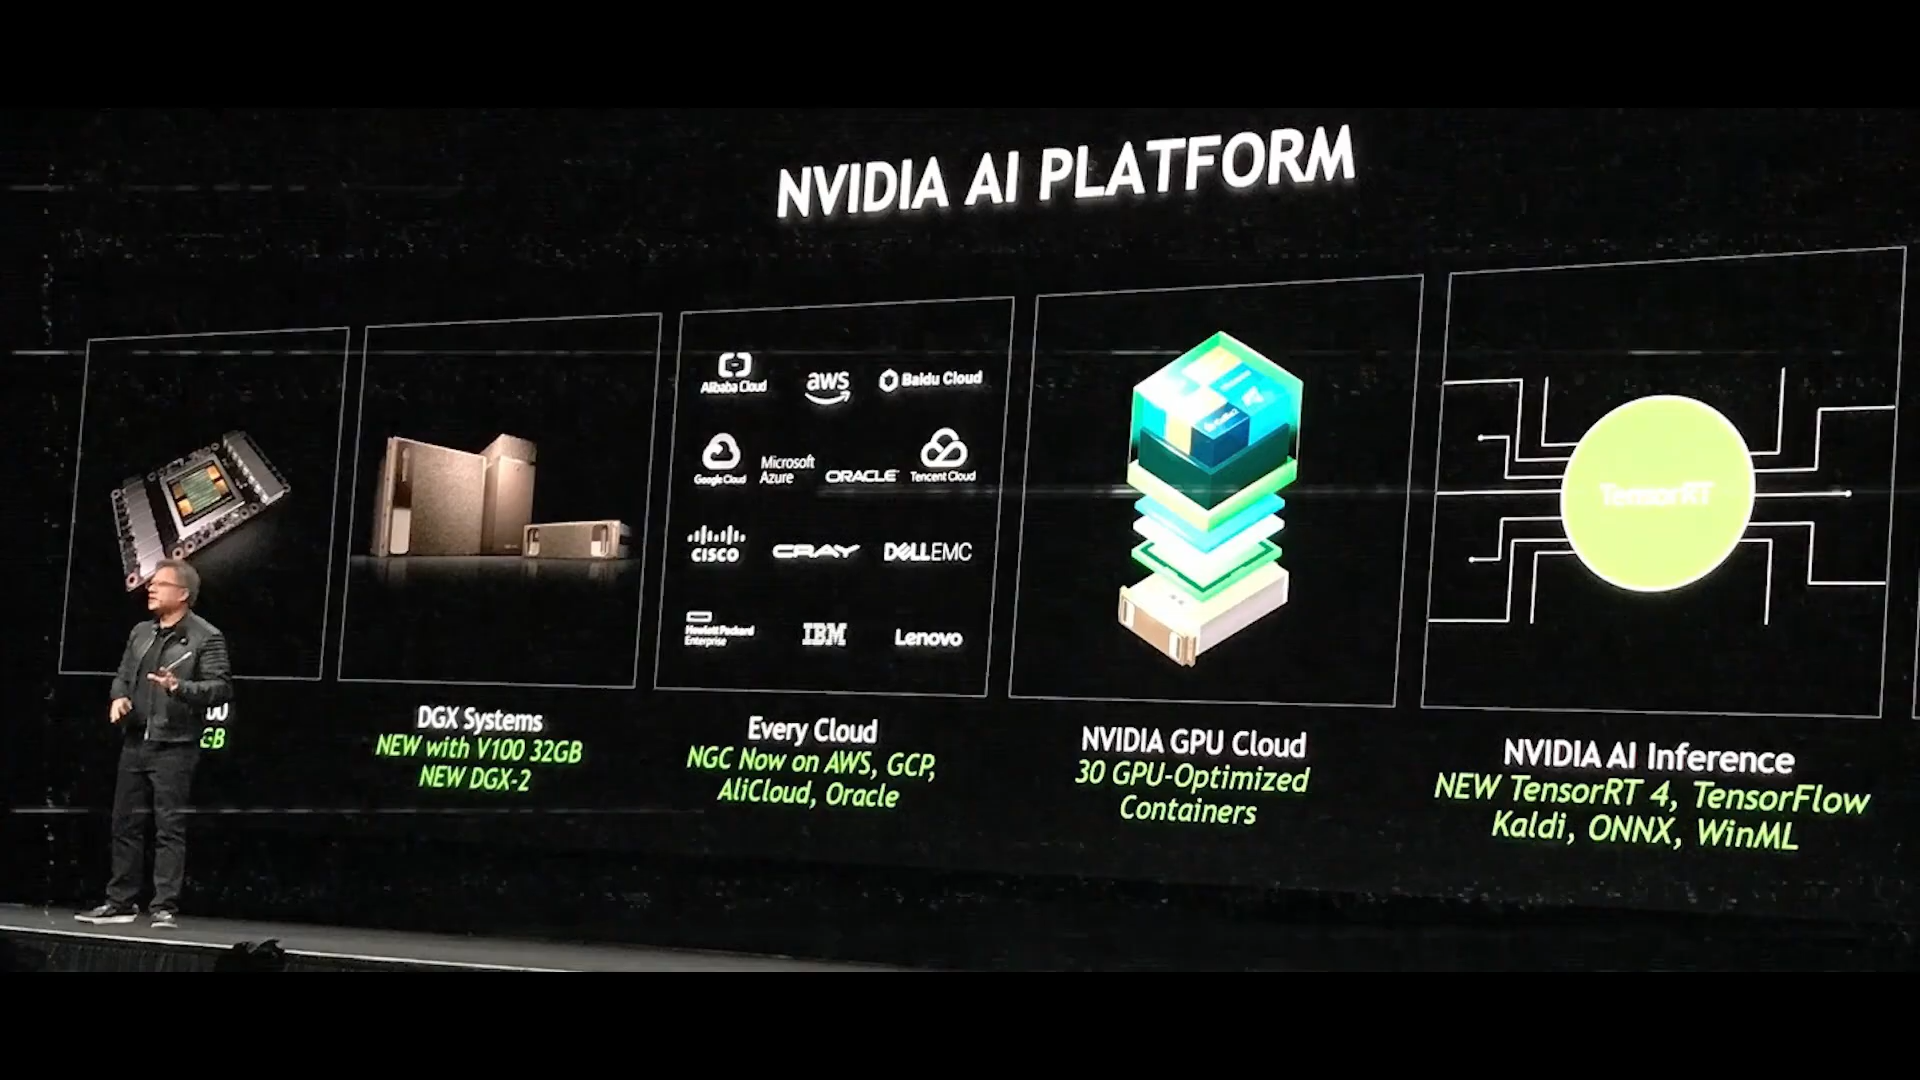 NVIDIA AI PLATFORM
Alibaba Cloud
aws
Baidu Cloud
Google Cloud
Microsoft
Azure
ORACLE
Tencent Cloud
CISCO
CRAY
DELLEMC
Hewlett Packard
Enterprise
IBM
Lenovo
TensorRT
GB
DGX Systems
NEW with V100 32GB
NEW DGX-2
Every Cloud
NGC Now on AWS, GCP,
AliCloud, Oracle
NVIDIA GPU Cloud
30 GPU-Optimized
Containers
NVIDIA AI Inference
NEW TensorRT 4, TensorFlow
Kaldi, ONNX, WinML